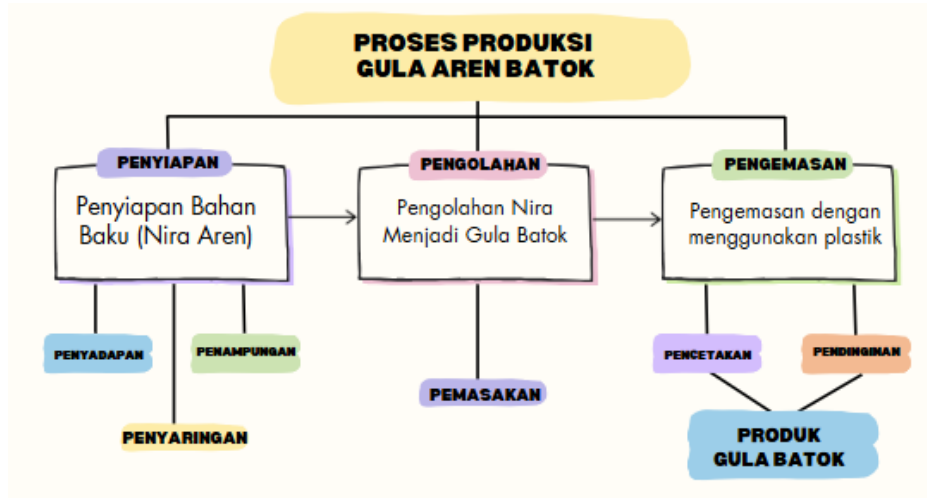 PROSES PRODUKSI
GULA AREN BATOK
PENYIAPAN
Penyiapan Bahan
Baku (Nira Aren)
PENGOLAHAN
Pengolahan Nira
Menjadi Gula Batok
PENGEMASAN
Pengemasan dengan
menggunakan plastik
PENYADAPAN
PENAMPUNGAN
PENYARINGAN
PEMASAKAN
PENCETAKAN
PENDINGINAN
PRODUK
GULA BATOK